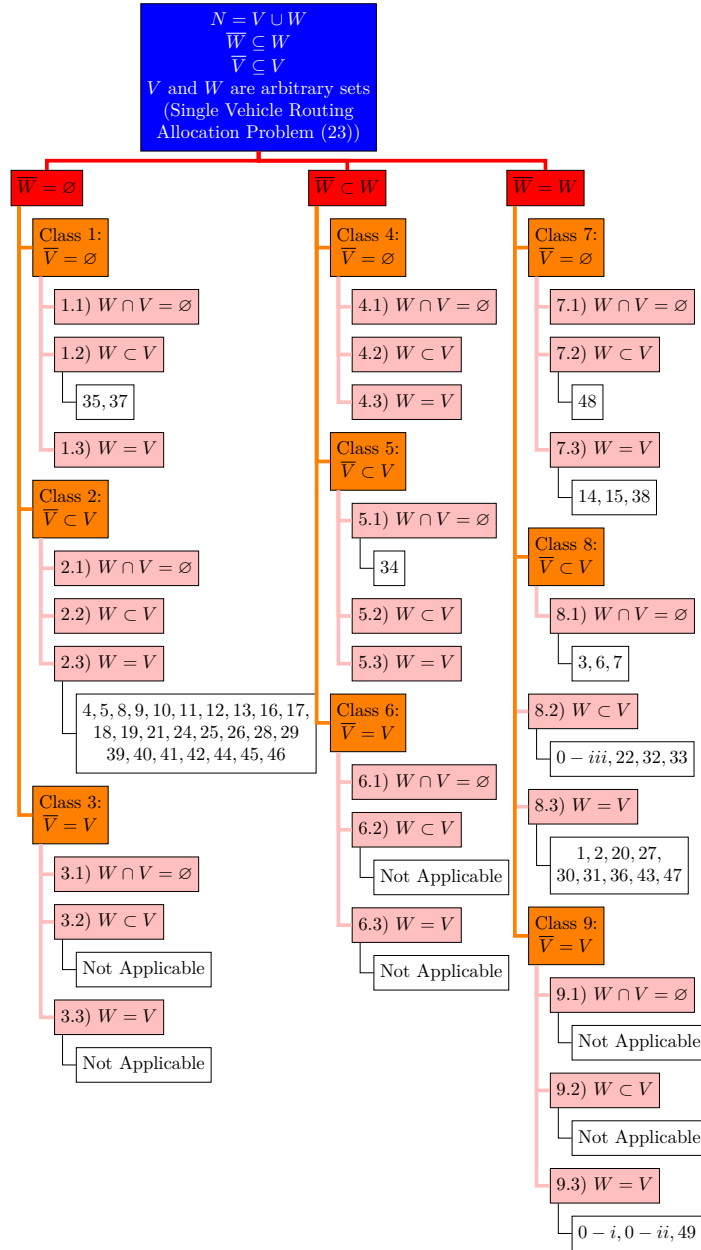 N = V ∪ W
W̅ ⊆ W
V̅ ⊆ V
V and W are arbitrary sets
(Single Vehicle Routing
Allocation Problem (23))
W̅ = ∅
Class 1:
V̅ = ∅
1.1) W ∩ V = ∅
1.2) W ⊂ V
35, 37
1.3) W = V
Class 2:
V̅ ⊂ V
2.1) W ∩ V = ∅
2.2) W ⊂ V
2.3) W = V
4, 5, 8, 9, 10, 11, 12, 13, 16, 17,
18, 19, 21, 24, 25, 26, 28, 29
39, 40, 41, 42, 44, 45, 46
Class 3:
V̅ = V
3.1) W ∩ V = ∅
3.2) W ⊂ V
Not Applicable
3.3) W = V
Not Applicable
W̅ ⊂ W
Class 4:
V̅ = ∅
4.1) W ∩ V = ∅
4.2) W ⊂ V
4.3) W = V
Class 5:
V̅ ⊂ V
5.1) W ∩ V = ∅
34
5.2) W ⊂ V
5.3) W = V
Class 6:
V̅ = V
6.1) W ∩ V = ∅
6.2) W ⊂ V
Not Applicable
6.3) W = V
Not Applicable
W̅ = W
Class 7:
V̅ = ∅
7.1) W ∩ V = ∅
7.2) W ⊂ V
48
7.3) W = V
14, 15, 38
Class 8:
V̅ ⊂ V
8.1) W ∩ V = ∅
3, 6, 7
8.2) W ⊂ V
0 − iii, 22, 32, 33
8.3) W = V
1, 2, 20, 27,
30, 31, 36, 43, 47
Class 9:
V̅ = V
9.1) W ∩ V = ∅
Not Applicable
9.2) W ⊂ V
Not Applicable
9.3) W = V
0 − i, 0 − ii, 49